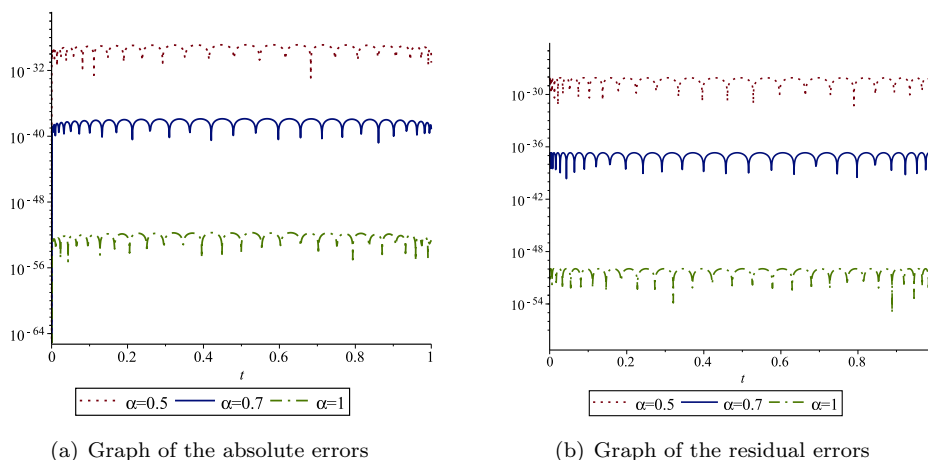 10^-32
10^-40
10^-48
10^-56
10^-64
0 0.2 0.4 0.6 0.8 1
t
α=0.5 α=0.7 α=1
(a) Graph of the absolute errors
10^-30
10^-36
10^-42
10^-48
10^-54
0 0.2 0.4 0.6 0.8
t
α=0.5 α=0.7 α=1
(b) Graph of the residual errors